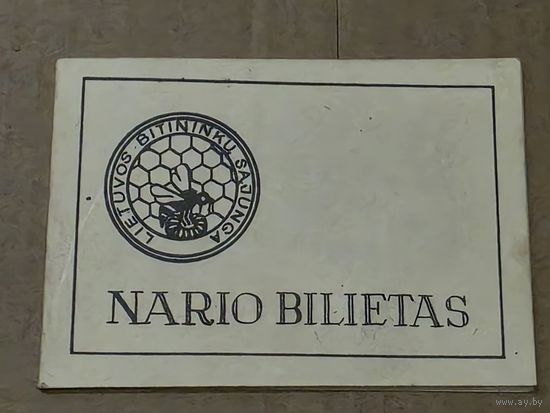 LIETUVOS BITININKŲ SĄJUNGA
NARIO BILIETAS
www.ay.by